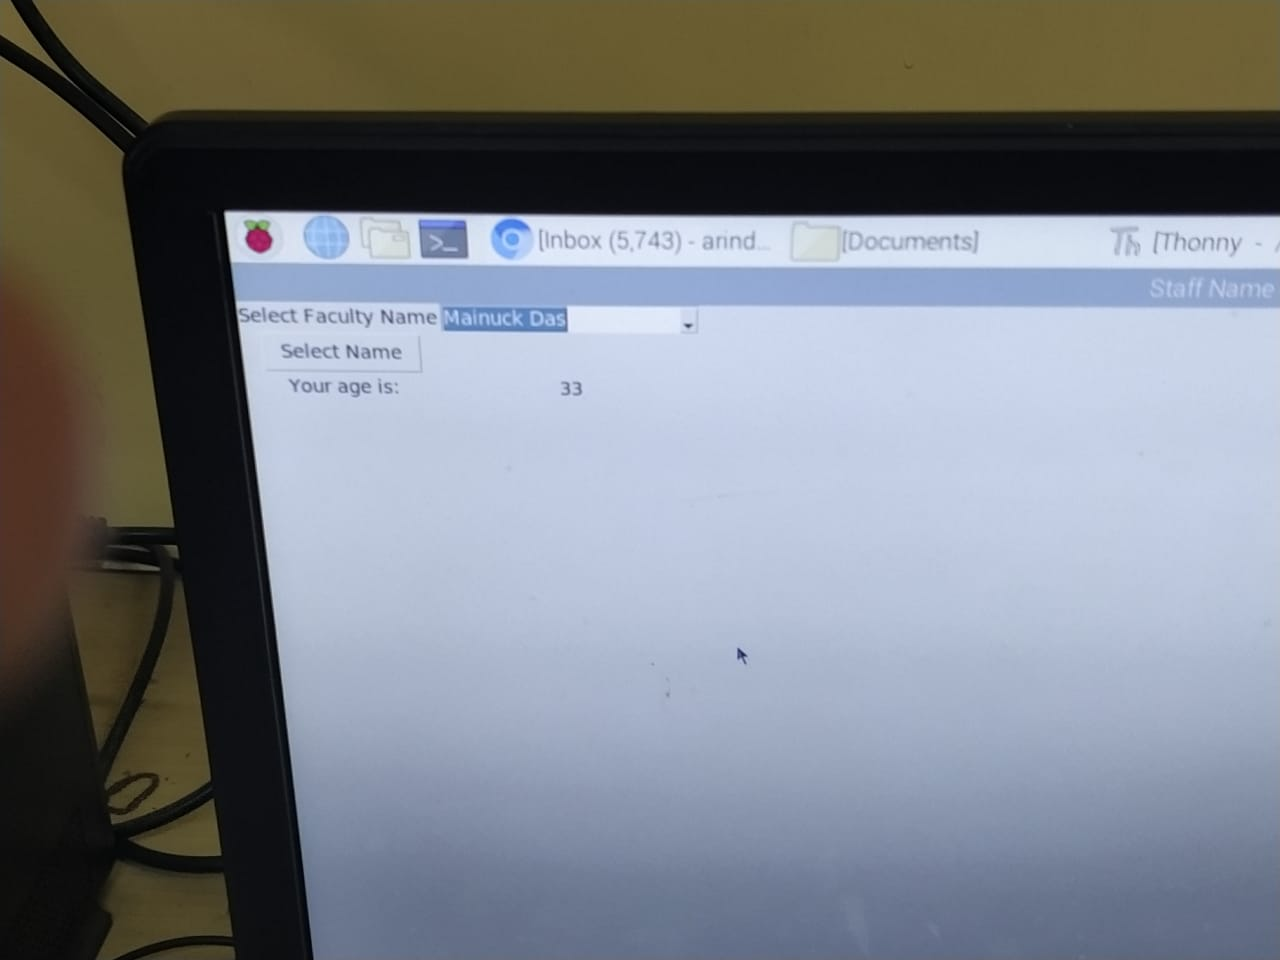 [Inbox (5,743) - arind... [Documents] [Thonny -
Staff Name
Select Faculty Name Mainuck Das
Select Name
Your age is: 33